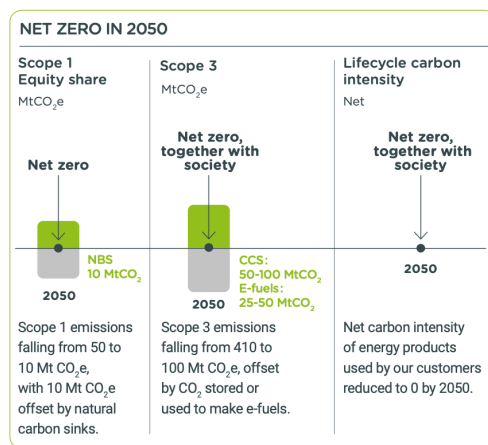 NET ZERO IN 2050
Scope 1
Equity share
MtCO₂e
Net zero
NBS
10 MtCO₂
2050
Scope 1 emissions
falling from 50 to
10 Mt CO₂e,
with 10 Mt CO₂e
offset by natural
carbon sinks.
Scope 3
MtCO₂e
Net zero,
together with
society
CCS:
50-100 MtCO₂
E-fuels:
25-50 MtCO₂
2050
Scope 3 emissions
falling from 410 to
100 Mt CO₂e, offset
by CO₂ stored or
used to make e-fuels.
Lifecycle carbon
intensity
Net
Net zero,
together with
society
2050
Net carbon intensity
of energy products
used by our customers
reduced to 0 by 2050.